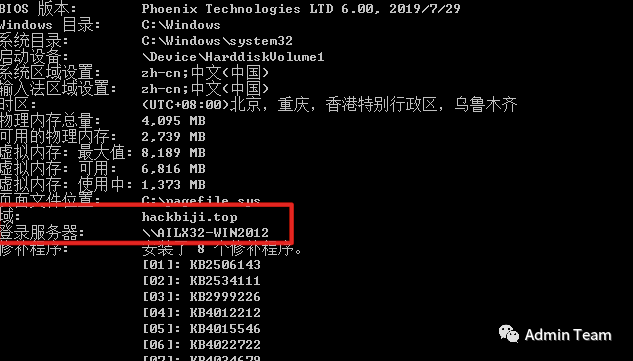 BIOS 版本:          Phoenix Technologies LTD 6.00, 2019/7/29
Windows 目录:       C:\Windows
系统目录:           C:\Windows\system32
启动设备:           \Device\HarddiskVolume1
系统区域设置:       zh-cn;中文(中国)
输入法区域设置:     zh-cn;中文(中国)
时区:               (UTC+08:00)北京，重庆，香港特别行政区，乌鲁木齐
物理内存总量:       4,095 MB
可用的物理内存:     2,739 MB
虚拟内存: 最大值: 8,189 MB
虚拟内存: 可用:     6,816 MB
虚拟内存: 使用中: 1,373 MB
页面文件位置:       C:\pagefile.sys
域:                 hackbiji.top
登录服务器:         \\AILX32-WIN2012
修补程序:           安装了 8 个修补程序。
[01]: KB2506143
[02]: KB2534111
[03]: KB2999226
[04]: KB4012212
[05]: KB4015546
[06]: KB4022722
[07]: KB4034679
Admin Team